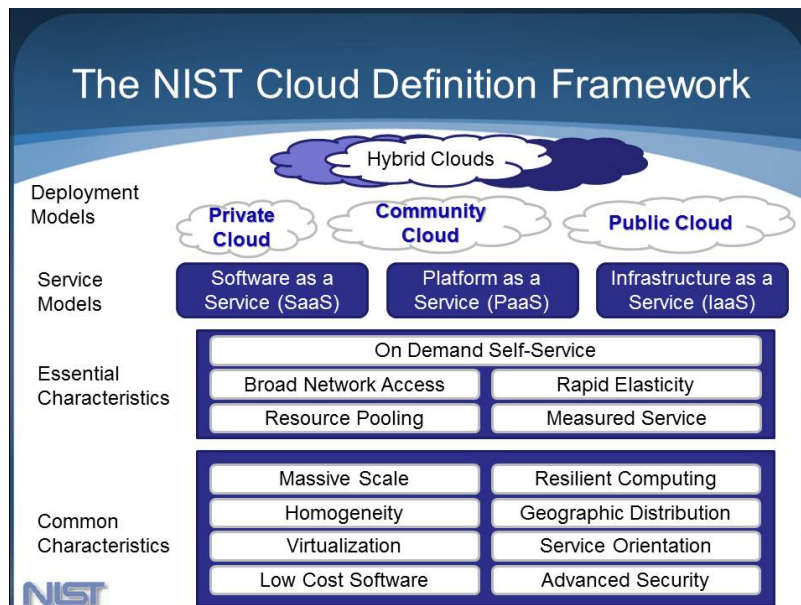 The NIST Cloud Definition Framework
Hybrid Clouds
Deployment
Models
Private
Cloud
Community
Cloud
Public Cloud
Service
Models
Software as a
Service (SaaS)
Platform as a
Service (PaaS)
Infrastructure as a
Service (IaaS)
Essential
Characteristics
On Demand Self-Service
Broad Network Access
Rapid Elasticity
Resource Pooling
Measured Service
Common
Characteristics
Massive Scale
Resilient Computing
Homogeneity
Geographic Distribution
Virtualization
Service Orientation
Low Cost Software
Advanced Security
NIST